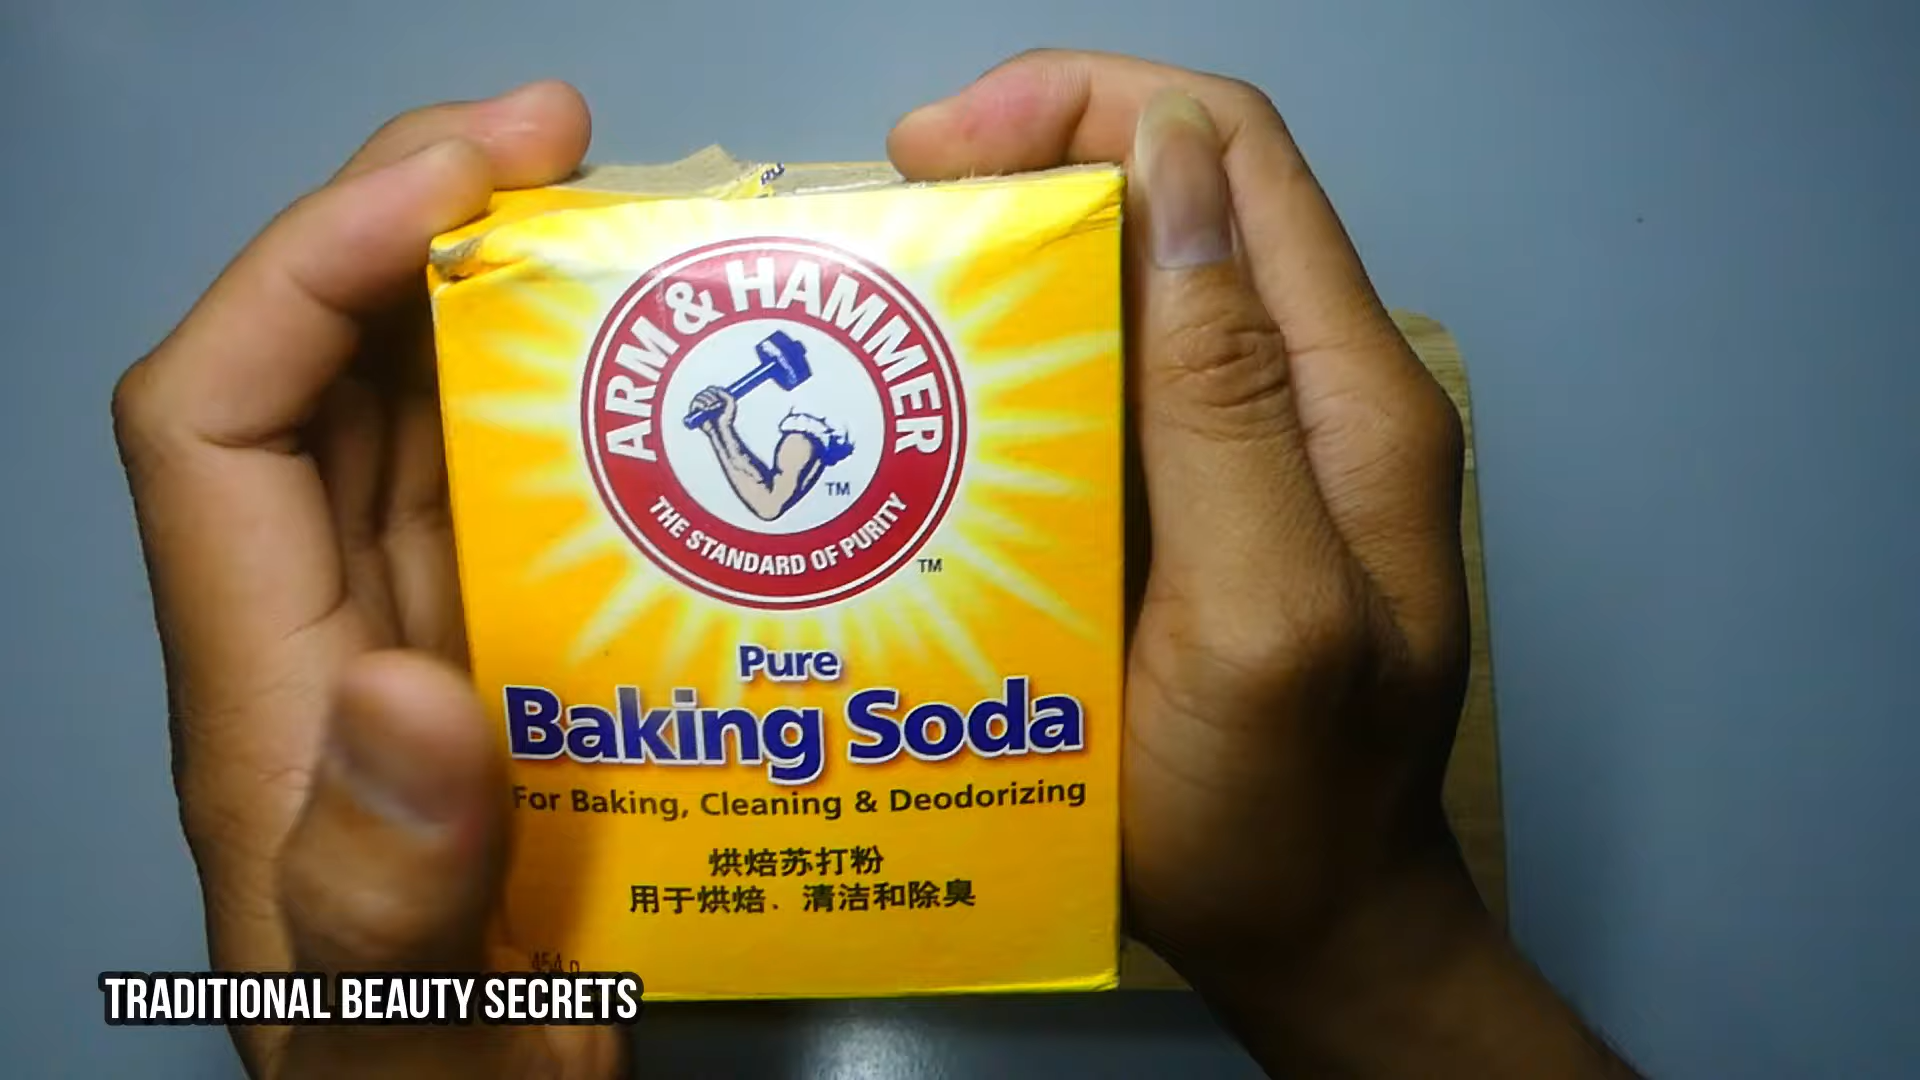 ARM & HAMMER
TM
THE STANDARD OF PURITY
TM
Pure
Baking Soda
For Baking, Cleaning & Deodorizing
烘焙苏打粉
用于烘焙、清洁和除臭
454 g
TRADITIONAL BEAUTY SECRETS